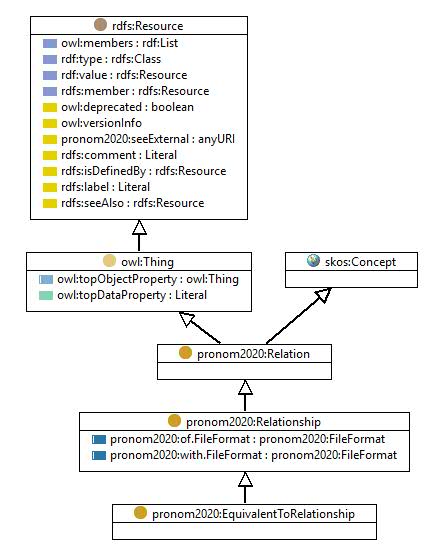 rdfs:Resource
owl:members : rdf:List
rdf:type : rdfs:Class
rdf:value : rdfs:Resource
rdfs:member : rdfs:Resource
owl:deprecated : boolean
owl:versionInfo
pronom2020:seeExternal : anyURI
rdfs:comment : Literal
rdfs:isDefinedBy : rdfs:Resource
rdfs:label : Literal
rdfs:seeAlso : rdfs:Resource
owl:Thing
owl:topObjectProperty : owl:Thing
owl:topDataProperty : Literal
skos:Concept
pronom2020:Relation
pronom2020:Relationship
pronom2020:of.FileFormat : pronom2020:FileFormat
pronom2020:with.FileFormat : pronom2020:FileFormat
pronom2020:EquivalentToRelationship